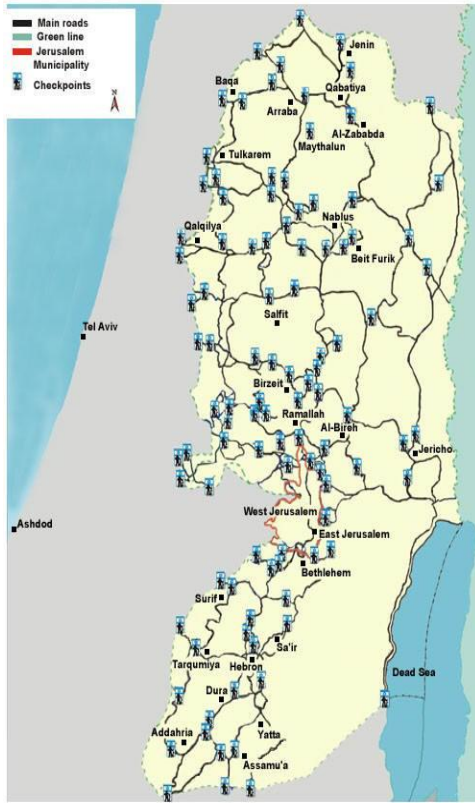 Main roads
Green line
Jerusalem
Municipality
Checkpoints
N
Jenin
Baqa
Qabatiya
Arraba
Al-Zababda
Maythalun
Tulkarem
Nablus
Qalqilya
Beit Furik
Salfit
Tel Aviv
Birzeit
Ramallah
Al-Bireh
Jericho
West Jerusalem
Ashdod
East Jerusalem
Bethlehem
Surif
Sa'ir
Tarqumiya
Hebron
Dead Sea
Dura
Addahria
Yatta
Assamu'a